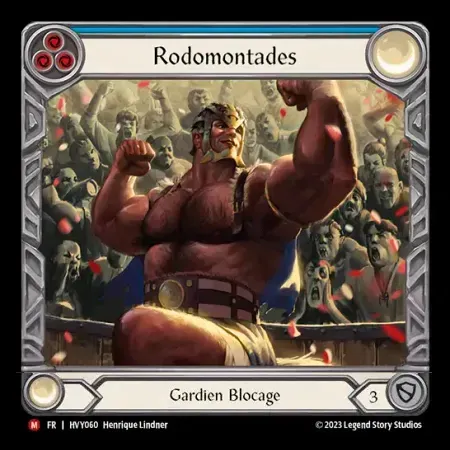 Rodomontades
Gardien Blocage
3
M FR | HVY060 Henrique Lindner
© 2023 Legend Story Studios